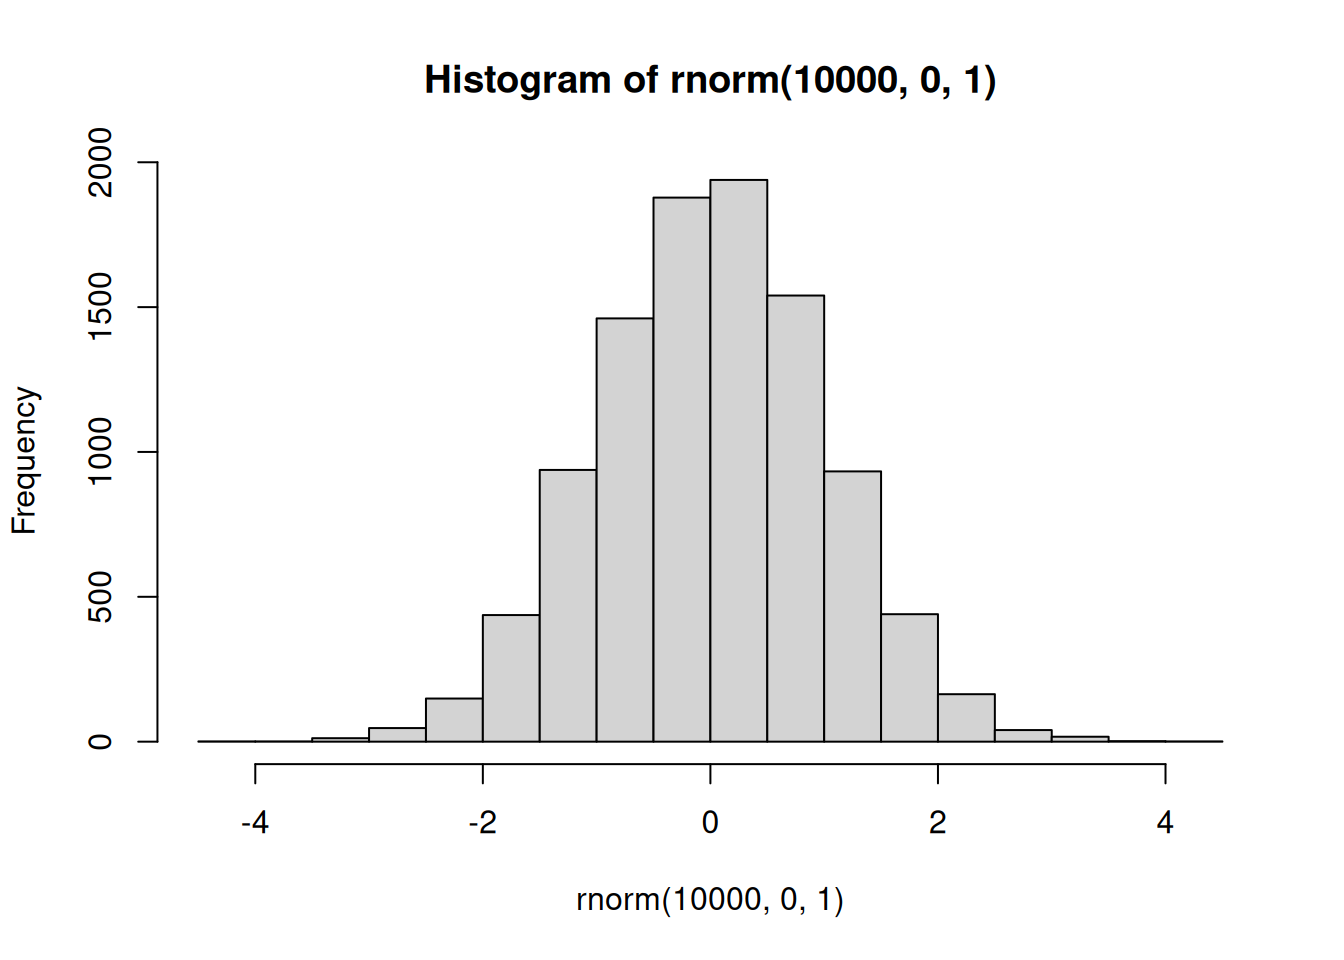 Histogram of rnorm(10000, 0, 1)
Frequency
2000
1500
1000
500
0
-4 -2 0 2 4
rnorm(10000, 0, 1)